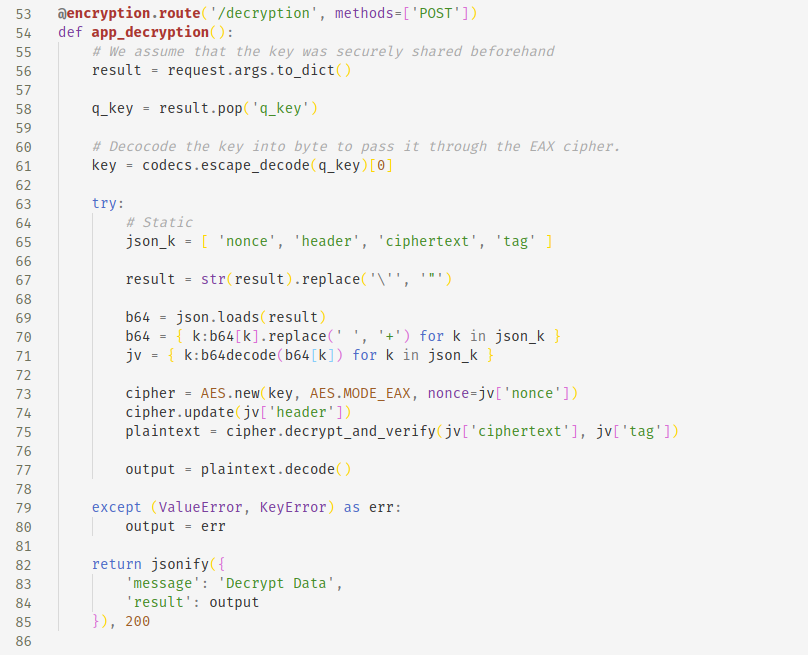 53 @encryption.route('/decryption', methods=['POST'])
54 def app_decryption():
55     # We assume that the key was securely shared beforehand
56     result = request.args.to_dict()
57
58     q_key = result.pop('q_key')
59
60     # Decocode the key into byte to pass it through the EAX cipher.
61     key = codecs.escape_decode(q_key)[0]
62
63     try:
64         # Static
65         json_k = [ 'nonce', 'header', 'ciphertext', 'tag' ]
66
67         result = str(result).replace('\'', '"')
68
69         b64 = json.loads(result)
70         b64 = { k:b64[k].replace(' ', '+') for k in json_k }
71         jv = { k:b64decode(b64[k]) for k in json_k }
72
73         cipher = AES.new(key, AES.MODE_EAX, nonce=jv['nonce'])
74         cipher.update(jv['header'])
75         plaintext = cipher.decrypt_and_verify(jv['ciphertext'], jv['tag'])
76
77         output = plaintext.decode()
78
79     except (ValueError, KeyError) as err:
80         output = err
81
82     return jsonify({
83         'message': 'Decrypt Data',
84         'result': output
85     }), 200
86